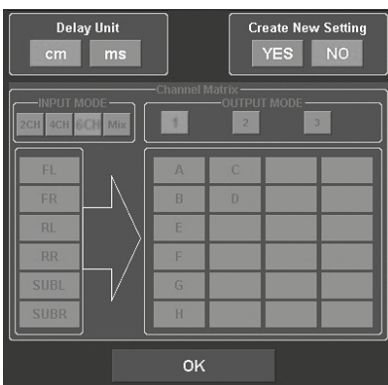 Delay Unit
cm ms
Create New Setting
YES NO
Channel Matrix
INPUT MODE
2CH 4CH 6CH Mix
OUTPUT MODE
1 2 3
FL
FR
RL
RR
SUBL
SUBR
A C
B D
E
F
G
H
OK